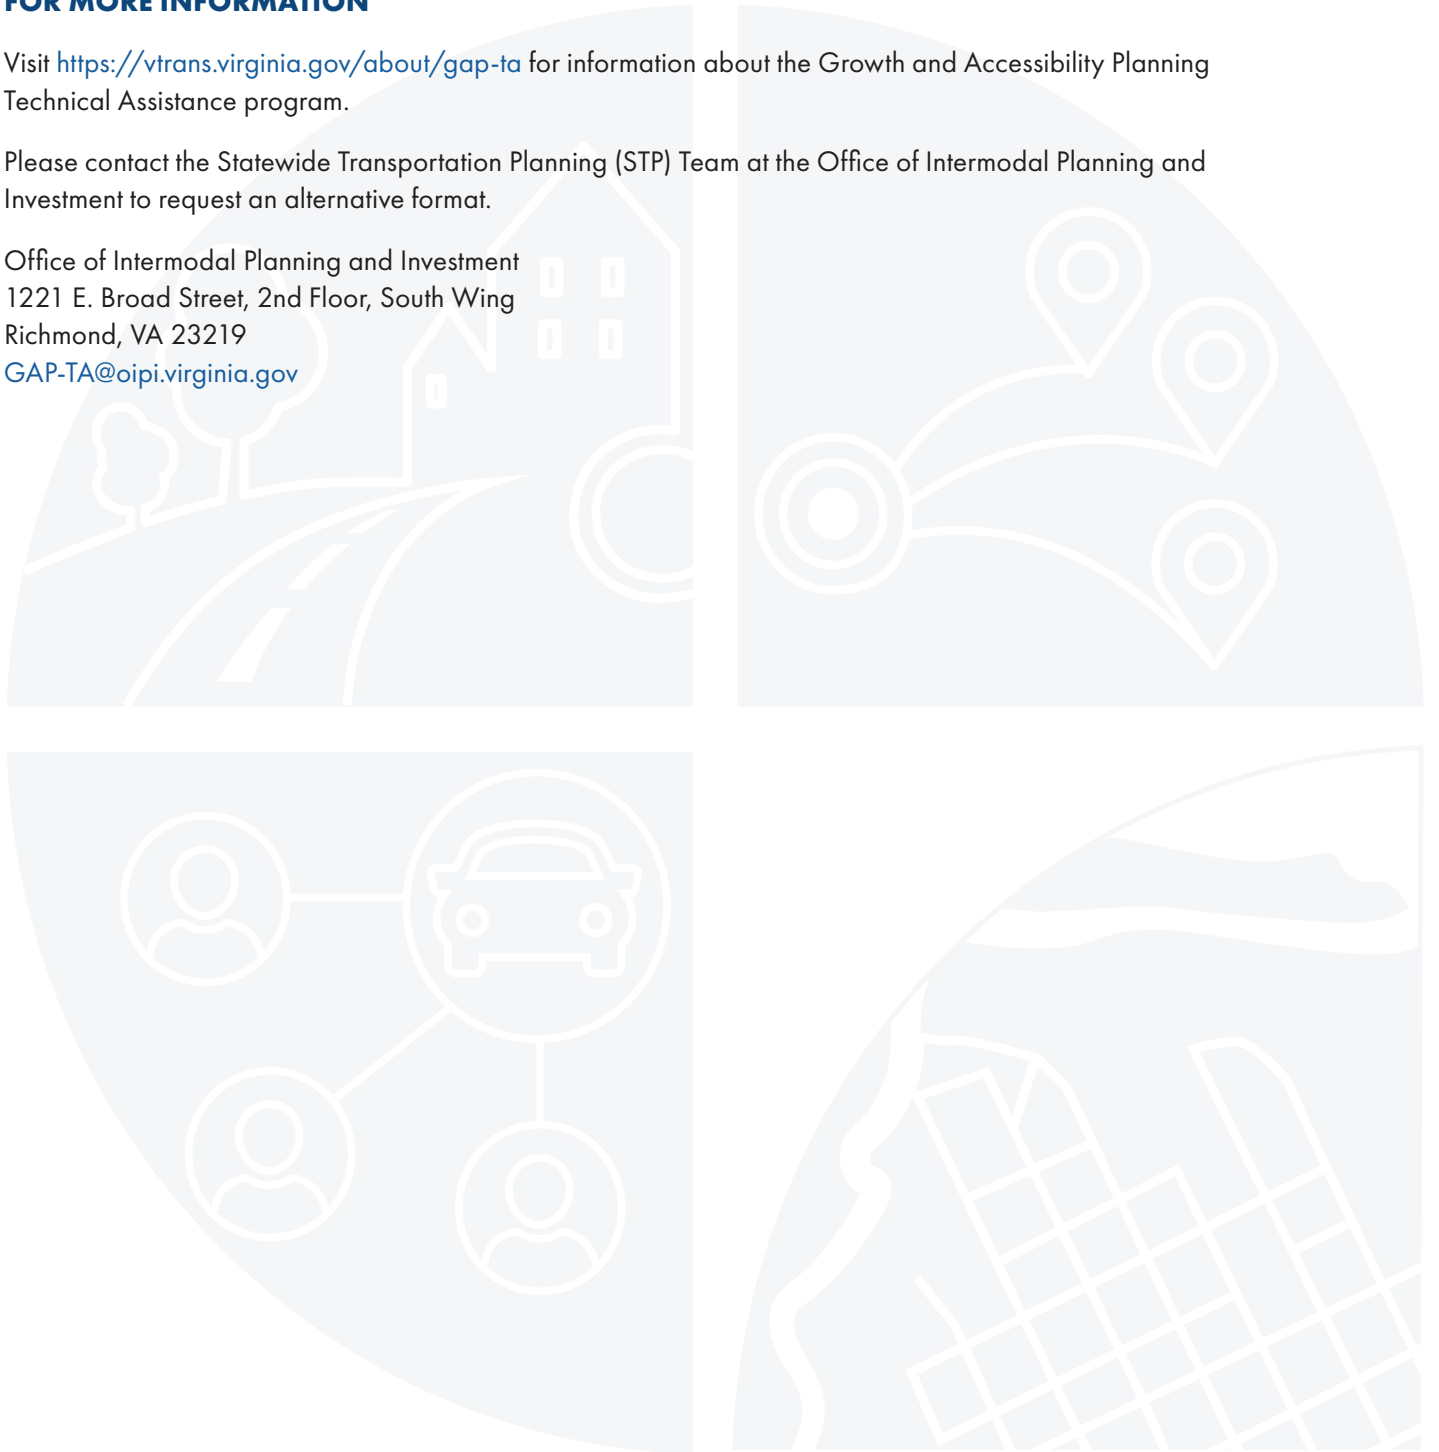 FOR MORE INFORMATION
Visit https://vtrans.virginia.gov/about/gap-ta for information about the Growth and Accessibility Planning
Technical Assistance program.
Please contact the Statewide Transportation Planning (STP) Team at the Office of Intermodal Planning and
Investment to request an alternative format.
Office of Intermodal Planning and Investment
1221 E. Broad Street, 2nd Floor, South Wing
Richmond, VA 23219
GAP-TA@oipi.virginia.gov